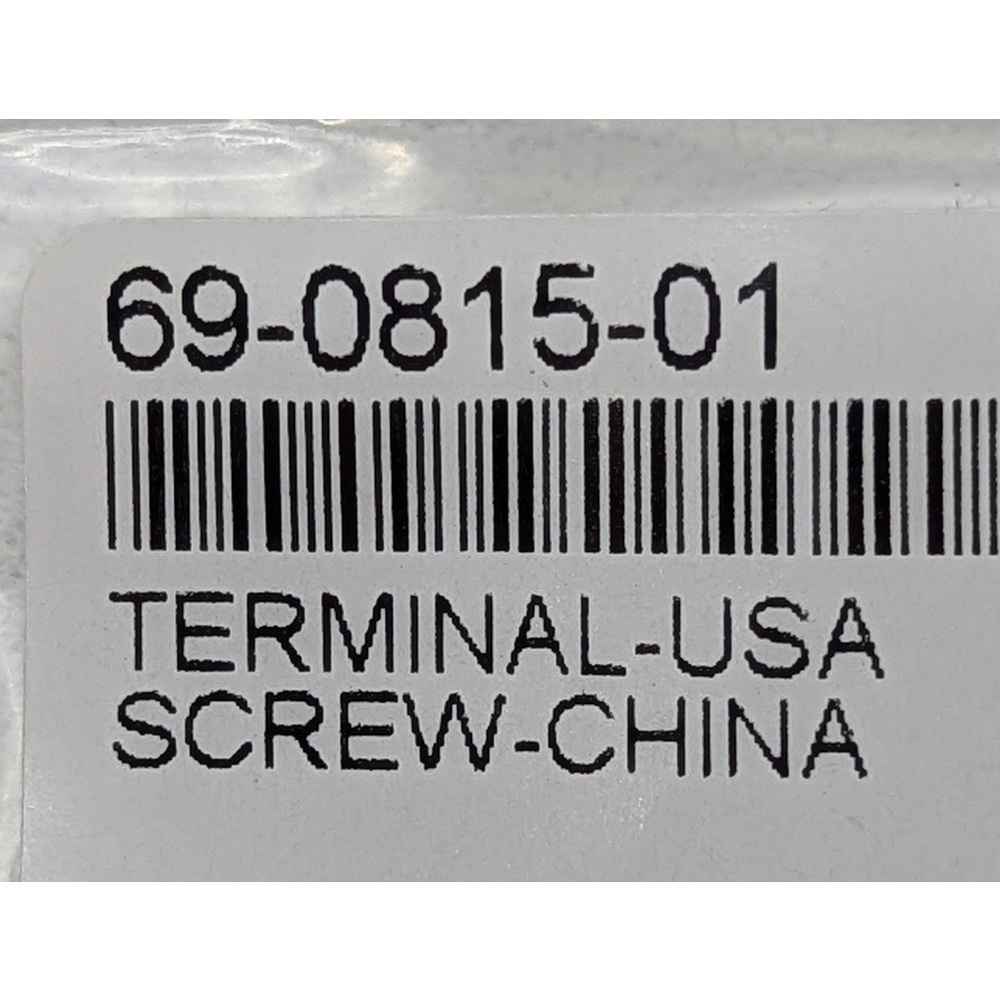 69-0815-01
TERMINAL-USA
SCREW-CHINA